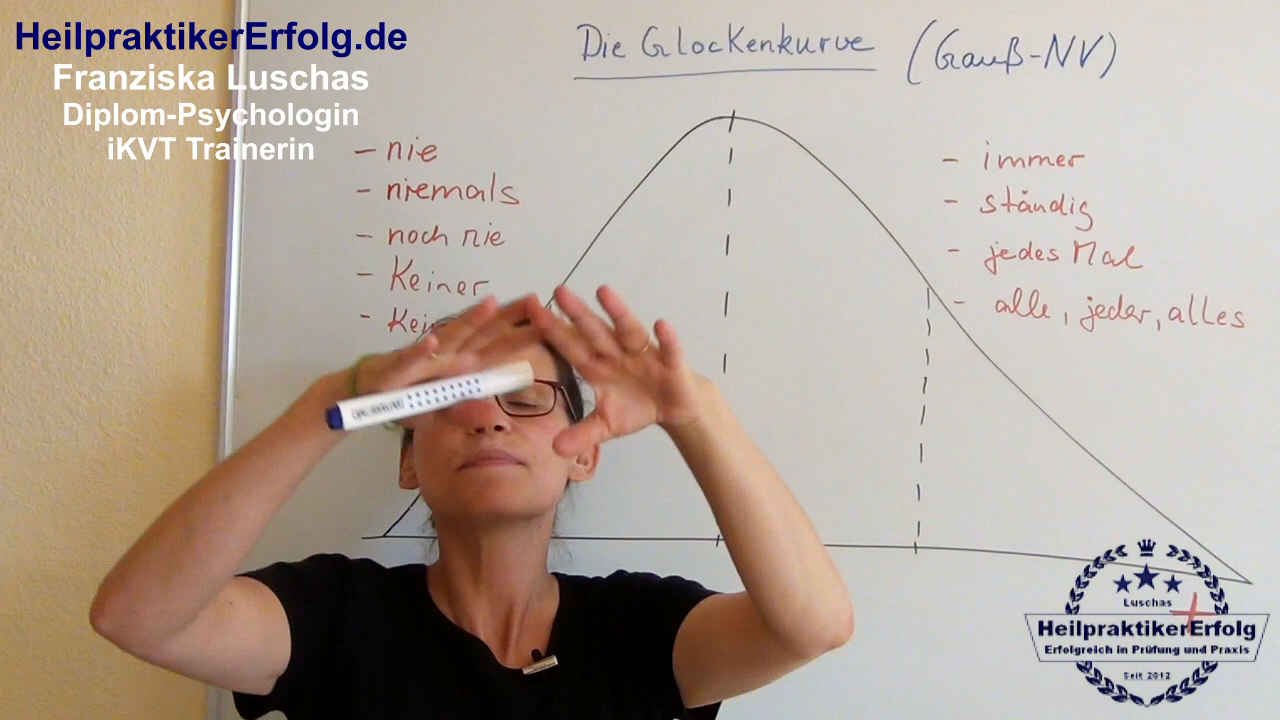 HeilpraktikerErfolg.de
Franziska Luschas
Diplom-Psychologin
iKVT Trainerin
Die Glockenkurve (Gauß-NV)
- nie
- niemals
- noch nie
- Keiner
-
- immer
- ständig
- jedes Mal
- alle, jeder, alles
+
Luschas
HeilpraktikerErfolg
Erfolgreich in Prüfung und Praxis
Seit 2012